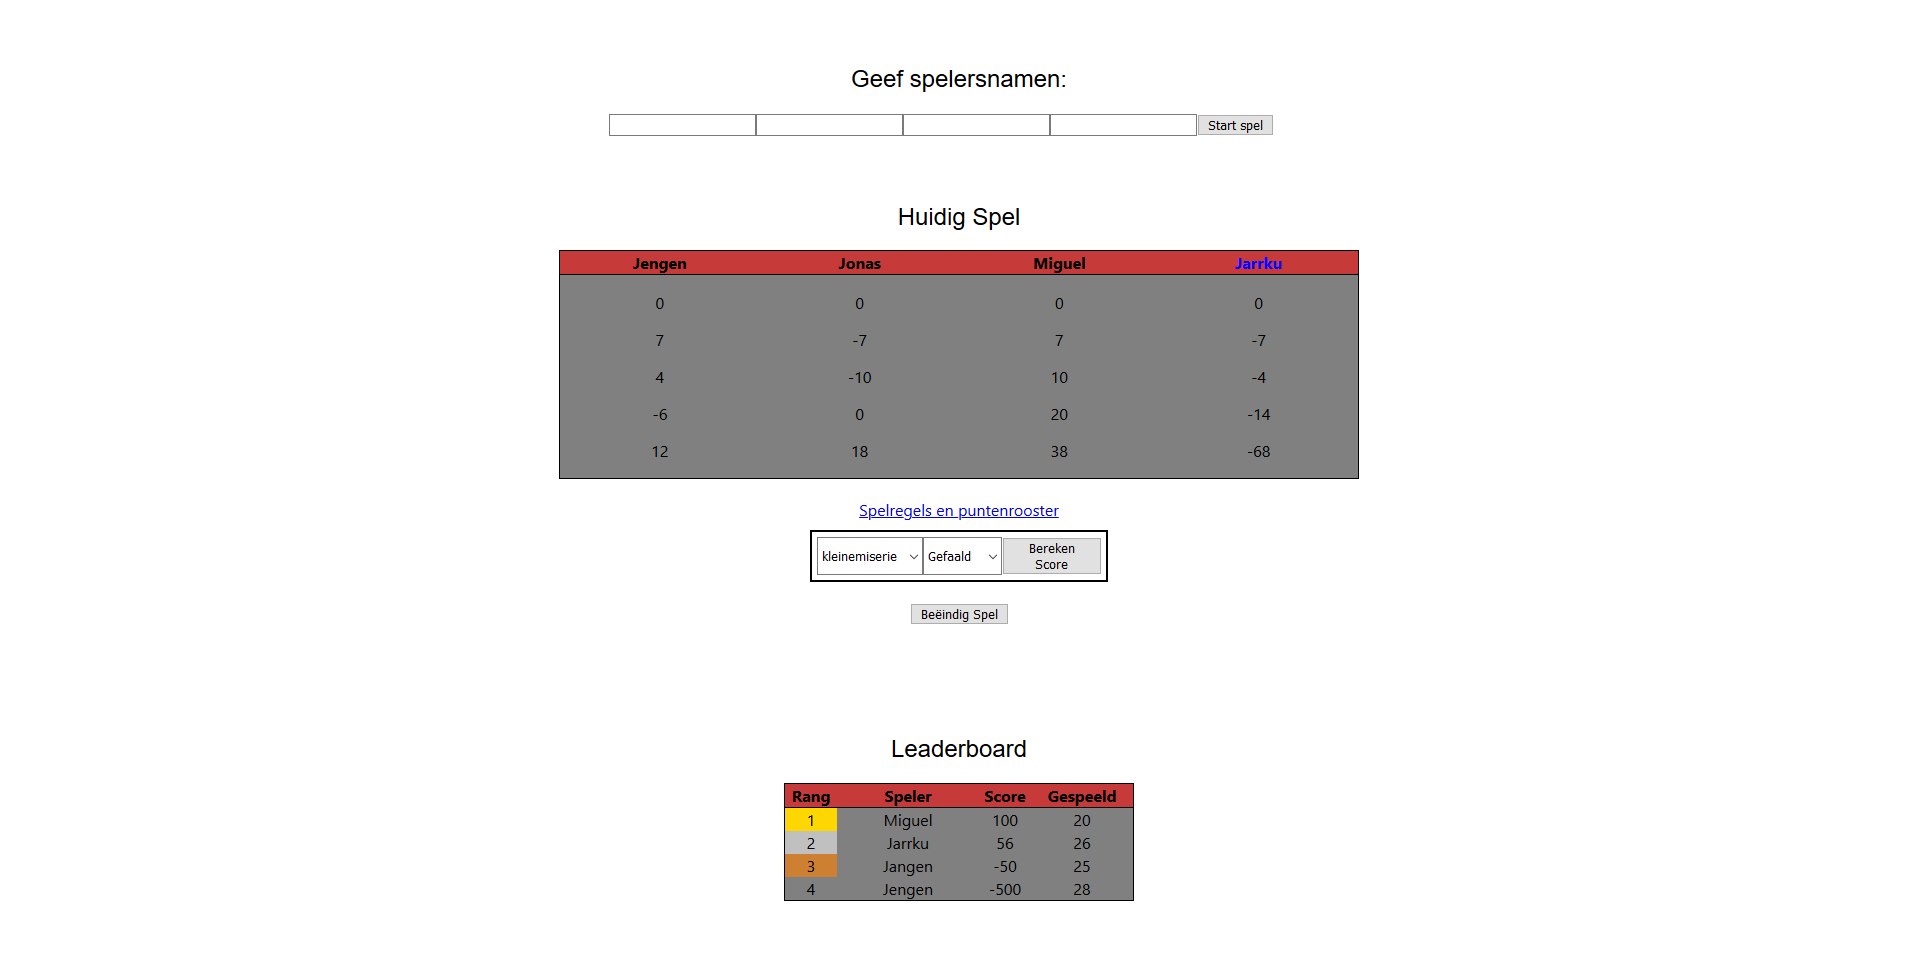 Geef spelersnamen:
Start spel
Huidig Spel
Jengen Jonas Miguel Jarrku
0 0 0 0
7 -7 7 -7
4 -10 10 -4
-6 0 20 -14
12 18 38 -68
Spelregels en puntenrooster
kleinemiserie Gefaald Bereken
Score
Beëindig Spel
Leaderboard
Rang Speler Score Gespeeld
1 Miguel 100 20
2 Jarrku 56 26
3 Jangen -50 25
4 Jengen -500 28